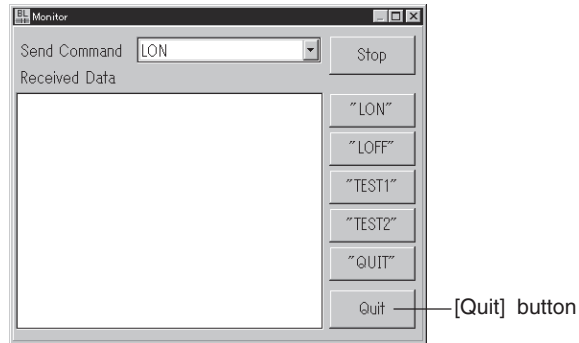 BL
Monitor
Send Command LON Stop
Received Data
"LON"
"LOFF"
"TEST1"
"TEST2"
"QUIT"
Quit [Quit] button